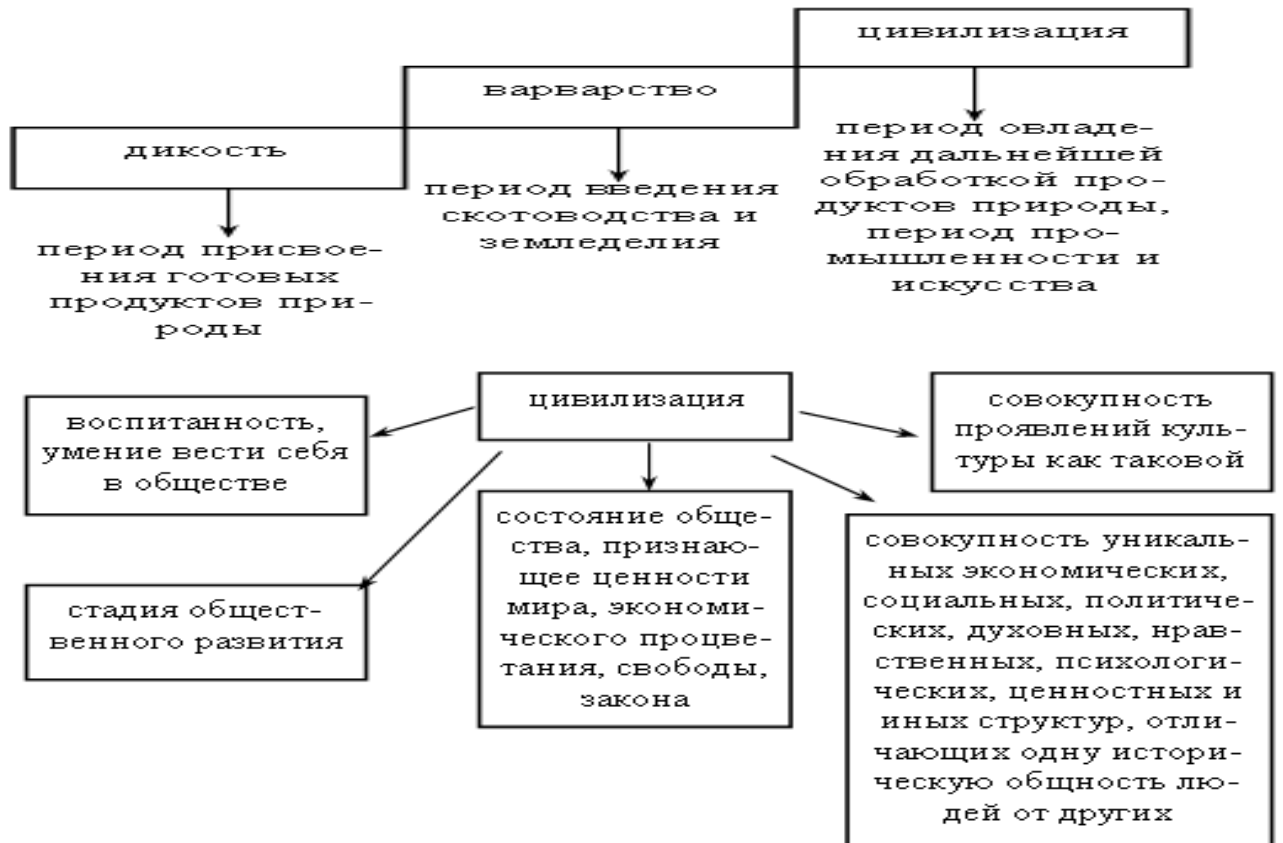 цивилизация
варварство
дикость
период присвое-
ния готовых
продуктов при-
роды
период введения
скотоводства и
земледелия
период овладе-
ния дальнейшей
обработкой про-
дуктов природы,
период про-
мышленности и
искусства
цивилизация
воспитанность,
умение вести себя
в обществе
стадия общест-
венного развития
состояние обще-
ства, признаю-
щее ценности
мира, экономи-
ческого процве-
тания, свободы,
закона
совокупность
проявлений куль-
туры как таковой
совокупность уникаль-
ных экономических,
социальных, политиче-
ских, духовных, нрав-
ственных, психологи-
ческих, ценностных и
иных структур, отли-
чающих одну истори-
ческую общность лю-
дей от других